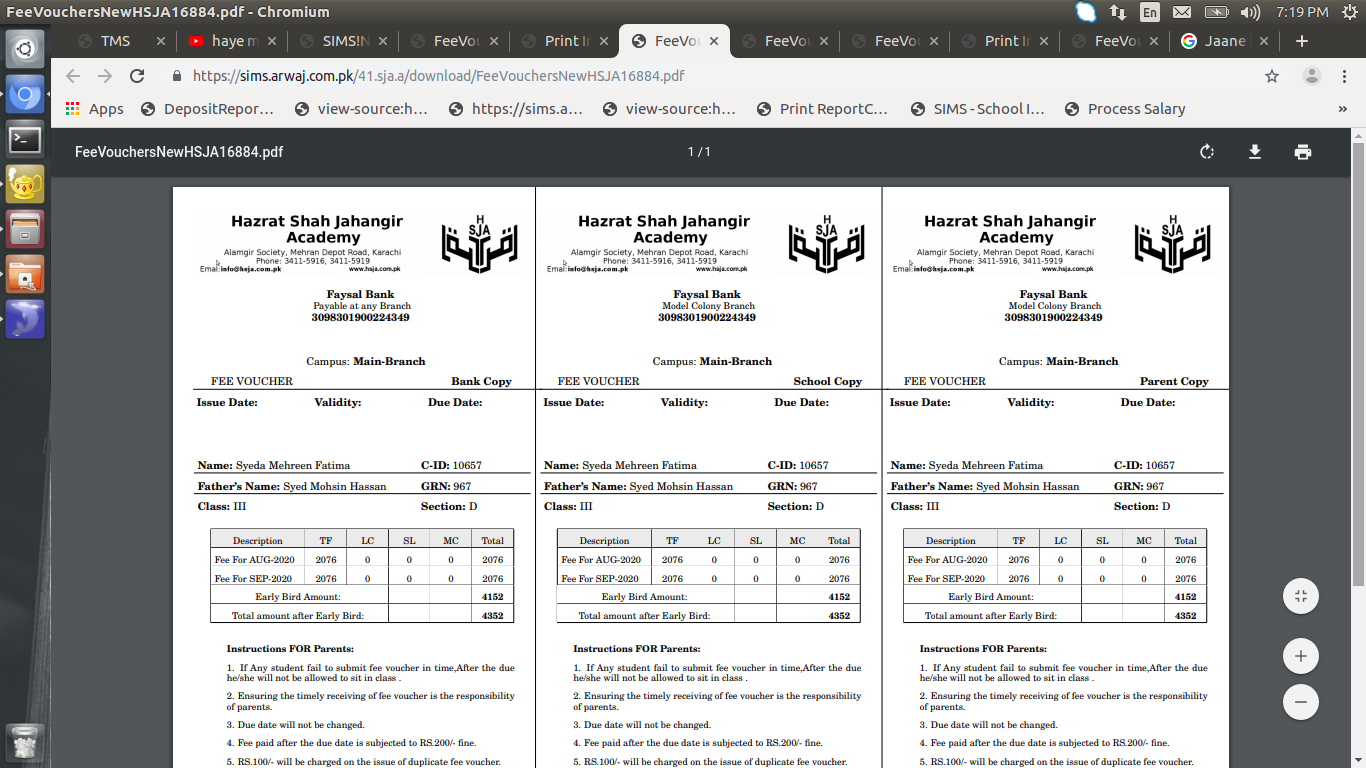 FeeVouchersNewHSJA16884.pdf - Chromium
En
7:19 PM
TMS
haye m
SIMS!N
FeeVou
Print In
FeeVou
FeeVou
FeeVou
Print In
FeeVou
Jaane
https://sims.arwaj.com.pk/41.sja.a/download/FeeVouchersNewHSJA16884.pdf
Apps
DepositRepor...
view-source:h...
https://sims.a...
view-source:h...
Print ReportC...
SIMS - School I...
Process Salary
»
FeeVouchersNewHSJA16884.pdf
1 / 1
Hazrat Shah Jahangir
Academy
Alamgir Society, Mehran Depot Road, Karachi
Phone: 3411-5916, 3411-5919
Email:info@hsja.com.pk www.hsja.com.pk
H
SJA
Faysal Bank
Payable at any Branch
3098301900224349
Campus: Main-Branch
FEE VOUCHER Bank Copy
Issue Date: Validity: Due Date:
Name: Syeda Mehreen Fatima C-ID: 10657
Father's Name: Syed Mohsin Hassan GRN: 967
Class: III Section: D
Description TF LC SL MC Total
Fee For AUG-2020 2076 0 0 0 2076
Fee For SEP-2020 2076 0 0 0 2076
Early Bird Amount: 4152
Total amount after Early Bird: 4352
Instructions FOR Parents:
1. If Any student fail to submit fee voucher in time,After the due
he/she will not be allowed to sit in class .
2. Ensuring the timely receiving of fee voucher is the responsibility
of parents.
3. Due date will not be changed.
4. Fee paid after the due date is subjected to RS.200/- fine.
5. RS.100/- will be charged on the issue of duplicate fee voucher.
Hazrat Shah Jahangir
Academy
Alamgir Society, Mehran Depot Road, Karachi
Phone: 3411-5916, 3411-5919
Email:info@hsja.com.pk www.hsja.com.pk
H
SJA
Faysal Bank
Model Colony Branch
3098301900224349
Campus: Main-Branch
FEE VOUCHER School Copy
Issue Date: Validity: Due Date:
Name: Syeda Mehreen Fatima C-ID: 10657
Father's Name: Syed Mohsin Hassan GRN: 967
Class: III Section: D
Description TF LC SL MC Total
Fee For AUG-2020 2076 0 0 0 2076
Fee For SEP-2020 2076 0 0 0 2076
Early Bird Amount: 4152
Total amount after Early Bird: 4352
Instructions FOR Parents:
1. If Any student fail to submit fee voucher in time,After the due
he/she will not be allowed to sit in class .
2. Ensuring the timely receiving of fee voucher is the responsibility
of parents.
3. Due date will not be changed.
4. Fee paid after the due date is subjected to RS.200/- fine.
5. RS.100/- will be charged on the issue of duplicate fee voucher.
Hazrat Shah Jahangir
Academy
Alamgir Society, Mehran Depot Road, Karachi
Phone: 3411-5916, 3411-5919
Email:info@hsja.com.pk www.hsja.com.pk
H
SJA
Faysal Bank
Model Colony Branch
3098301900224349
Campus: Main-Branch
FEE VOUCHER Parent Copy
Issue Date: Validity: Due Date:
Name: Syeda Mehreen Fatima C-ID: 10657
Father's Name: Syed Mohsin Hassan GRN: 967
Class: III Section: D
Description TF LC SL MC Total
Fee For AUG-2020 2076 0 0 0 2076
Fee For SEP-2020 2076 0 0 0 2076
Early Bird Amount: 4152
Total amount after Early Bird: 4352
Instructions FOR Parents:
1. If Any student fail to submit fee voucher in time,After the due
he/she will not be allowed to sit in class .
2. Ensuring the timely receiving of fee voucher is the responsibility
of parents.
3. Due date will not be changed.
4. Fee paid after the due date is subjected to RS.200/- fine.
5. RS.100/- will be charged on the issue of duplicate fee voucher.